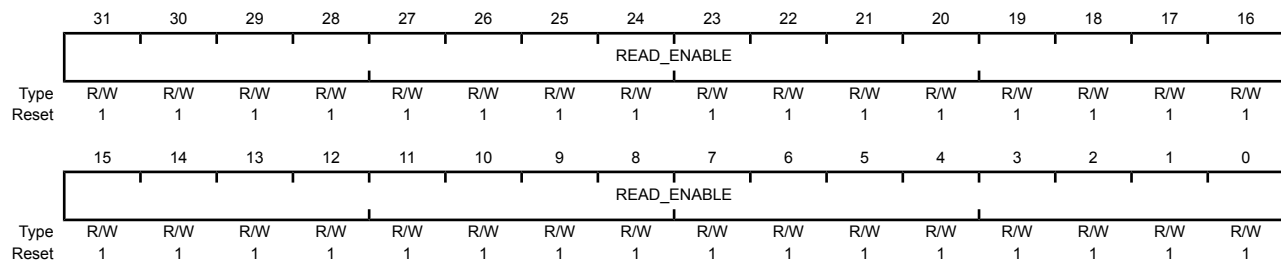 31 30 29 28 27 26 25 24 23 22 21 20 19 18 17 16
READ_ENABLE
Type R/W R/W R/W R/W R/W R/W R/W R/W R/W R/W R/W R/W R/W R/W R/W R/W
Reset 1 1 1 1 1 1 1 1 1 1 1 1 1 1 1 1
15 14 13 12 11 10 9 8 7 6 5 4 3 2 1 0
READ_ENABLE
Type R/W R/W R/W R/W R/W R/W R/W R/W R/W R/W R/W R/W R/W R/W R/W R/W
Reset 1 1 1 1 1 1 1 1 1 1 1 1 1 1 1 1